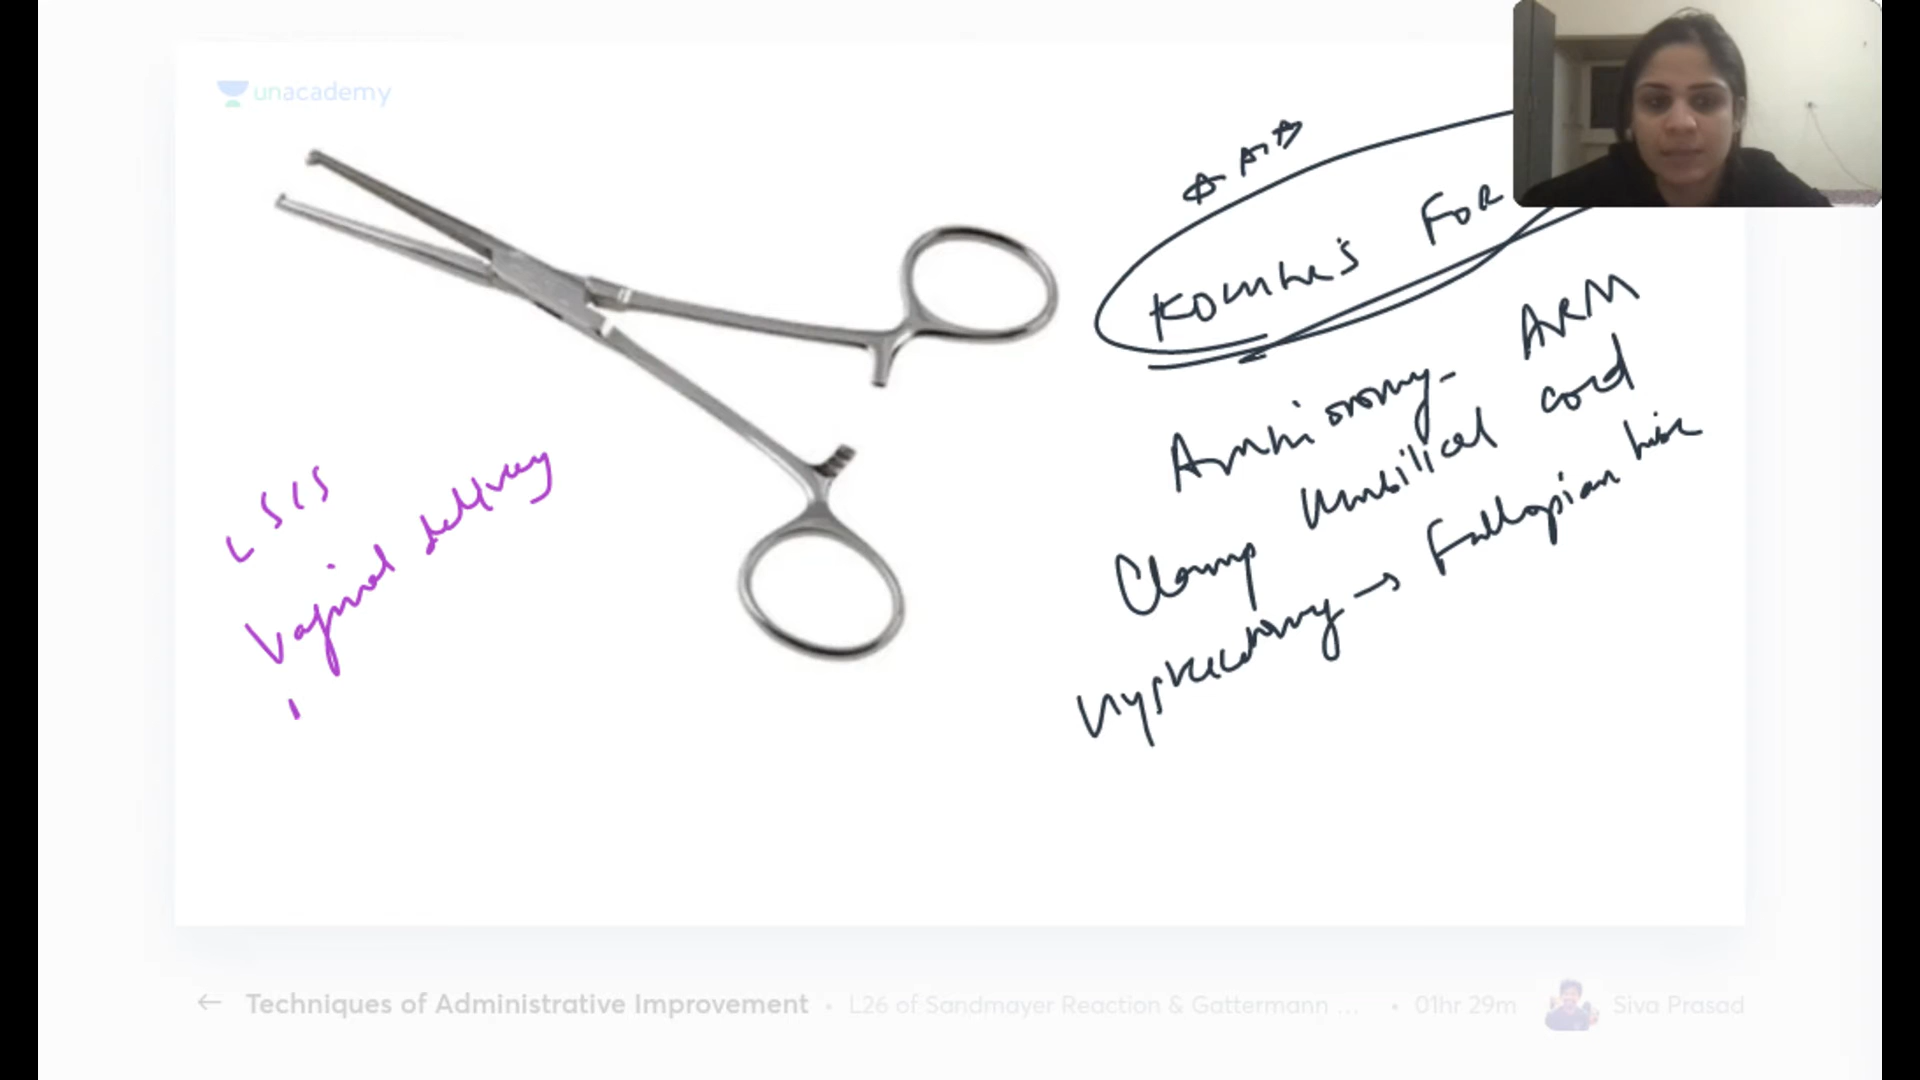 unacademy
Kocher's For
Amniotomy - ARM
Clamp Umbilical cord
Hysterectomy → Fallopian tube
LSCS
Vaginal delivery
← Techniques of Administrative Improvement • L26 of Sandmayer Reaction & Gattermann ... • 01hr 29m Siva Prasad